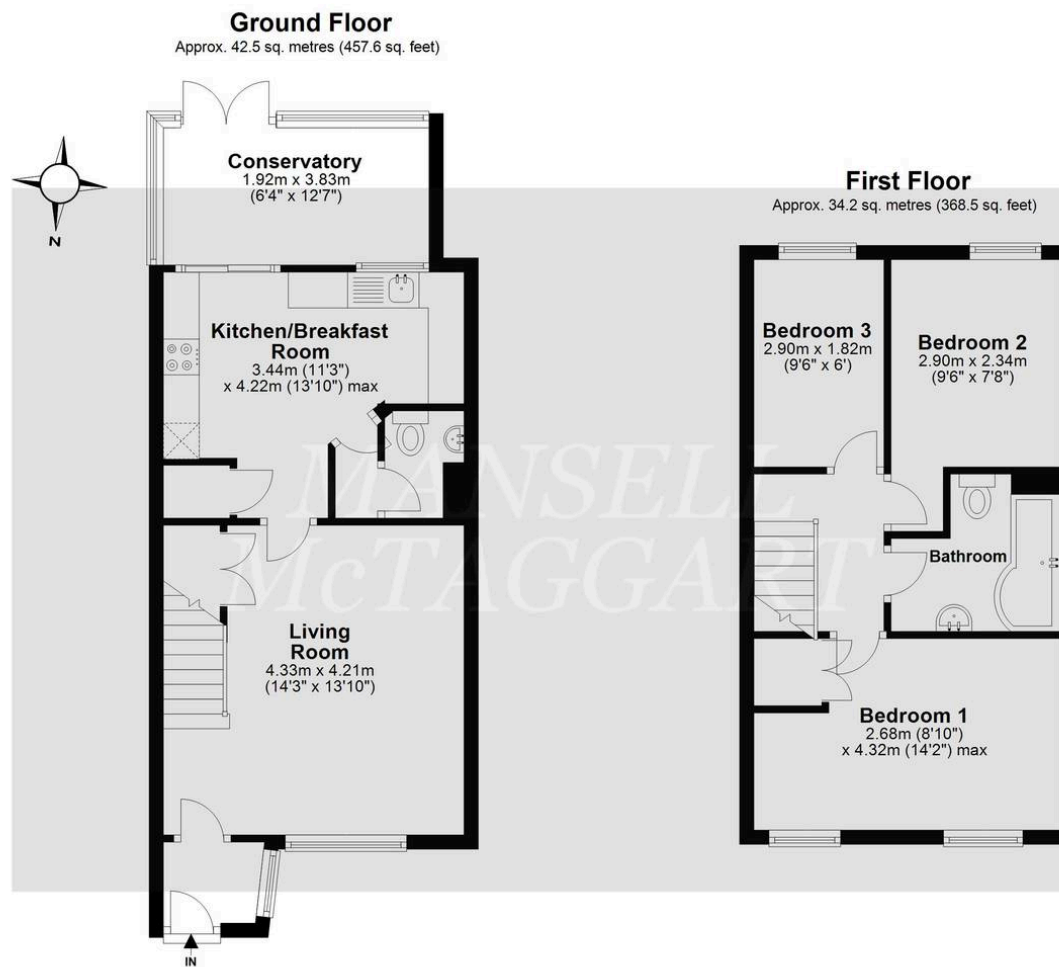 Ground Floor
Approx. 42.5 sq. metres (457.6 sq. feet)
Conservatory
1.92m x 3.83m
(6'4" x 12'7")
N
Kitchen/Breakfast
Room
3.44m (11'3")
x 4.22m (13'10") max
Living
Room
4.33m x 4.21m
(14'3" x 13'10")
IN
First Floor
Approx. 34.2 sq. metres (368.5 sq. feet)
Bedroom 3
2.90m x 1.82m
(9'6" x 6')
Bedroom 2
2.90m x 2.34m
(9'6" x 7'8")
Bathroom
Bedroom 1
2.68m (8'10")
x 4.32m (14'2") max
MANSELL
McTAGGART